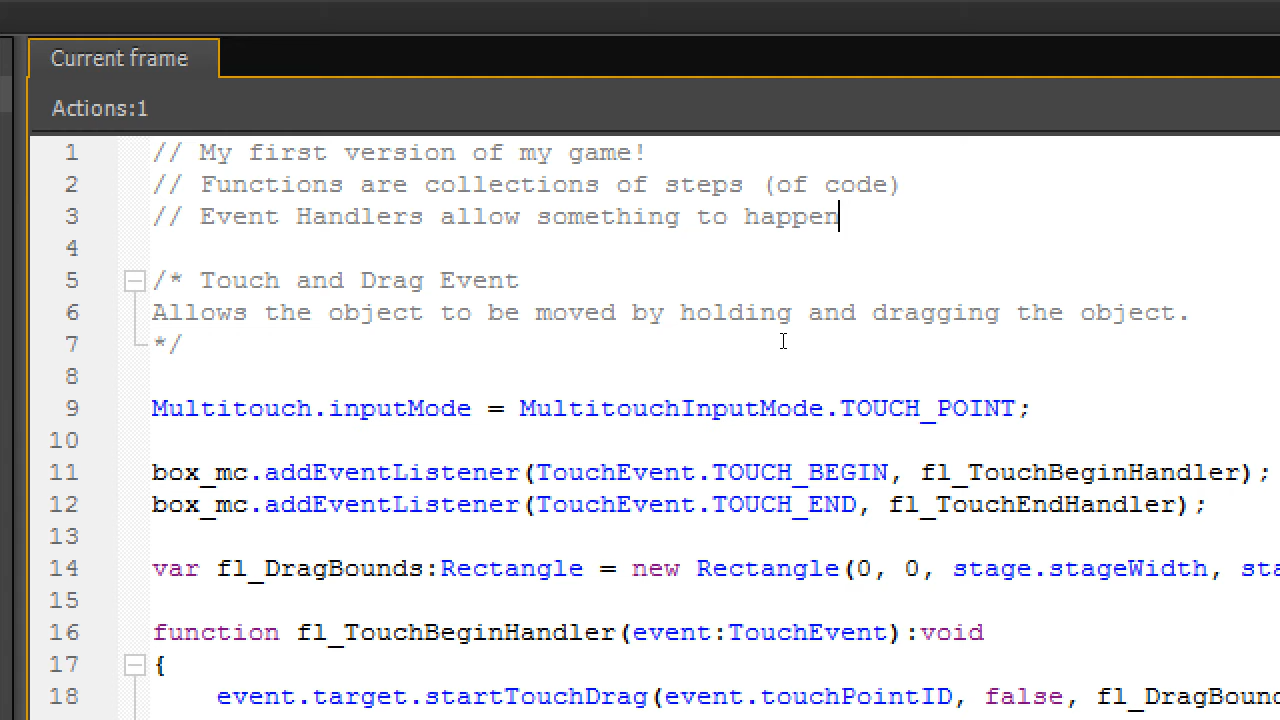 Current frame
Actions:1
1 // My first version of my game!
2 // Functions are collections of steps (of code)
3 // Event Handlers allow something to happen
4
5 /* Touch and Drag Event
6 Allows the object to be moved by holding and dragging the object.
7 */
8
9 Multitouch.inputMode = MultitouchInputMode.TOUCH_POINT;
10
11 box_mc.addEventListener(TouchEvent.TOUCH_BEGIN, fl_TouchBeginHandler);
12 box_mc.addEventListener(TouchEvent.TOUCH_END, fl_TouchEndHandler);
13
14 var fl_DragBounds:Rectangle = new Rectangle(0, 0, stage.stageWidth, sta
15
16 function fl_TouchBeginHandler(event:TouchEvent):void
17 {
18 event.target.startTouchDrag(event.touchPointID, false, fl_DragBoun